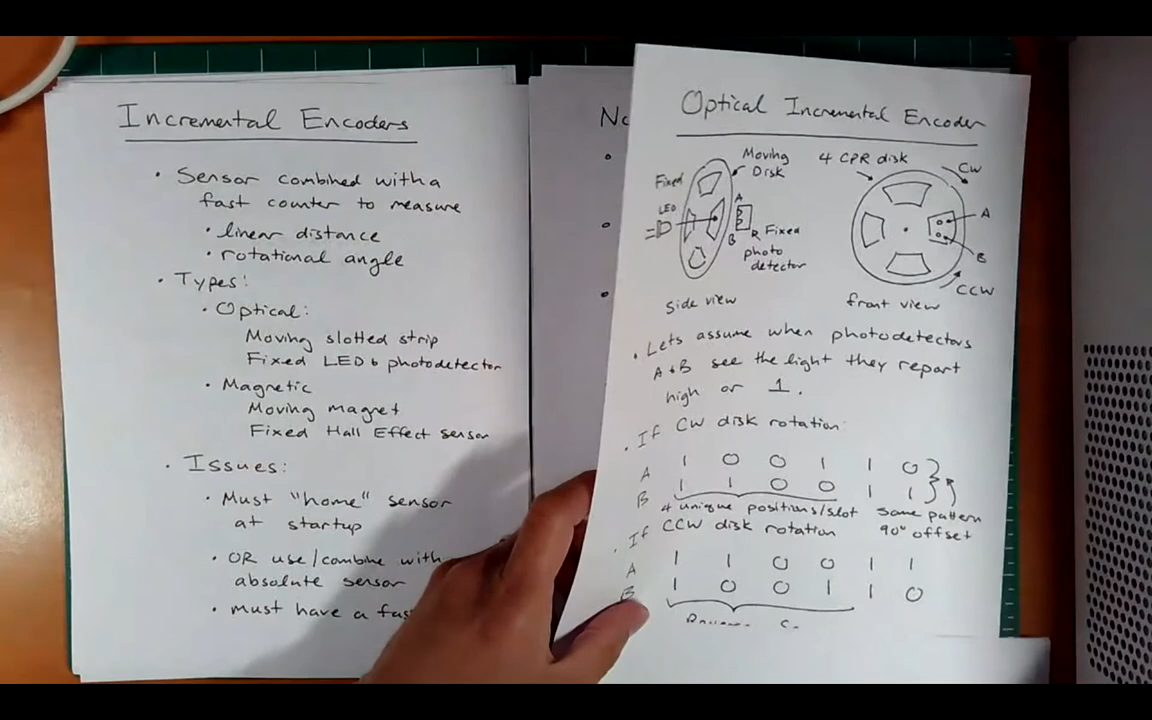 Incremental Encoders
• Sensor combined with a
fast counter to measure
• linear distance
• rotational angle
• Types:
• Optical:
Moving slotted strip
Fixed LED & photodetector
• Magnetic
Moving magnet
Fixed Hall Effect sensor
• Issues:
• Must "home" sensor
at startup
• OR use/combine with
absolute sensor
• must have a fas
No
Optical Incremental Encoder
Moving
Disk
Fixed
LED
A
B
Fixed
photo
detector
side view
4 CPR disk
CW
A
B
CCW
front view
• Lets assume when photodetectors
A & B see the light they report
high or 1.
• If CW disk rotation:
A 1 0 0 1 1 0
B 1 1 0 0 1 1
4 unique positions/slot
same pattern
90° offset
• If CCW disk rotation
A 1 1 0 0 1 1
B 1 0 0 1 1 0